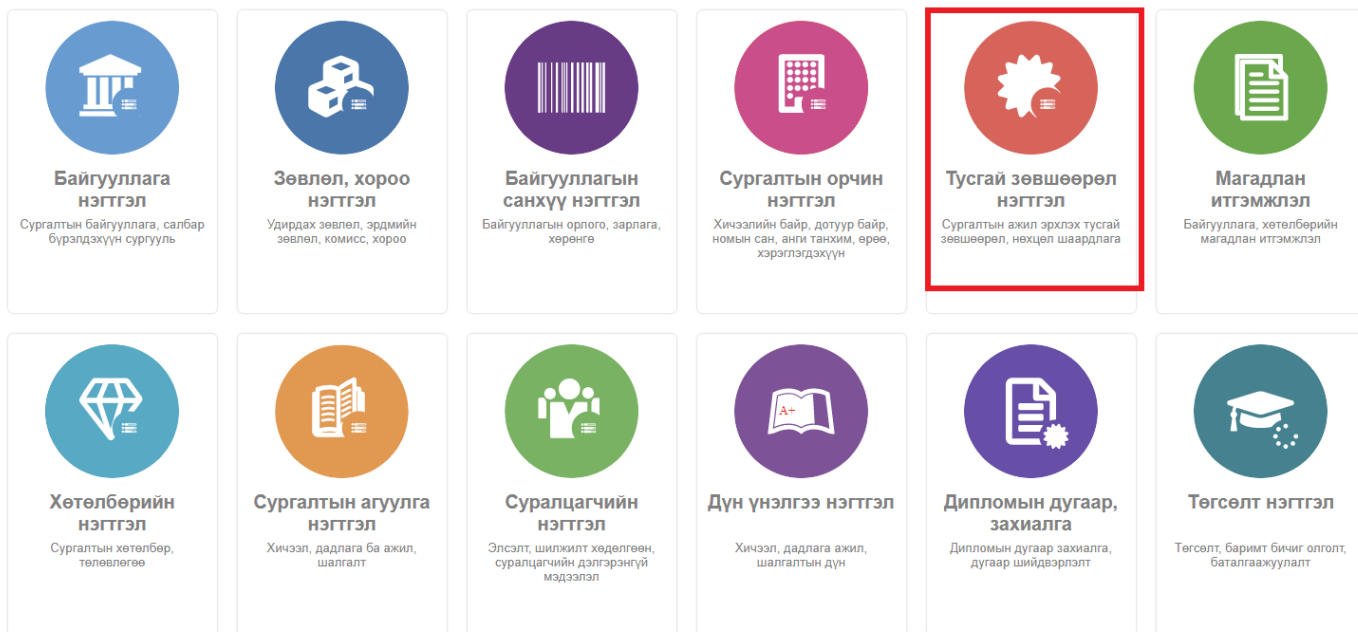 Байгууллага
нэгтгэл
Сургалтын байгууллага, салбар
бүрэлдэхүүн сургууль
Зөвлөл, хороо
нэгтгэл
Удирдах зөвлөл, эрдмийн
зөвлөл, комисс, хороо
Байгууллагын
санхүү нэгтгэл
Байгууллагын орлого, зарлага,
хөрөнгө
Сургалтын орчин
нэгтгэл
Хичээлийн байр, дотуур байр,
номын сан, анги танхим, өрөө,
хэрэглэгдэхүүн
Тусгай зөвшөөрөл
нэгтгэл
Сургалтын ажил эрхлэх тусгай
зөвшөөрөл, нөхцөл шаардлага
Магадлан
итгэмжлэл
Байгууллага, хөтөлбөрийн
магадлан итгэмжлэл
Хөтөлбөрийн
нэгтгэл
Сургалтын хөтөлбөр,
төлөвлөгөө
Сургалтын агуулга
нэгтгэл
Хичээл, дадлага ба ажил,
шалгалт
Суралцагчийн
нэгтгэл
Элсэлт, шилжилт хөдөлгөөн,
суралцагчийн дэлгэрэнгүй
мэдээлэл
A+
Дүн үнэлгээ нэгтгэл
Хичээл, дадлага ажил,
шалгалтын дүн
Дипломын дугаар,
захиалга
Дипломын дугаар захиалга,
дугаар шийдвэрлэлт
Төгсөлт нэгтгэл
Төгсөлт, баримт бичиг олголт,
баталгаажуулалт